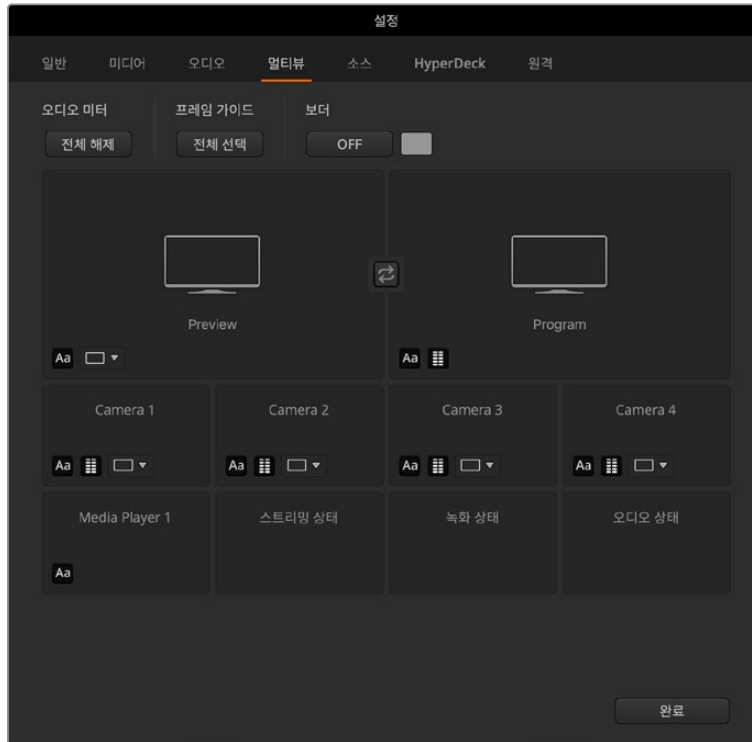 설정
일반 미디어 오디오 멀티뷰 소스 HyperDeck 원격
오디오 미터 프레임 가이드 보더
전체 해제 전체 선택 OFF
Preview Program
Aa Aa
Camera 1 Camera 2 Camera 3 Camera 4
Aa Aa Aa Aa
Media Player 1 스트리밍 상태 녹화 상태 오디오 상태
Aa
완료